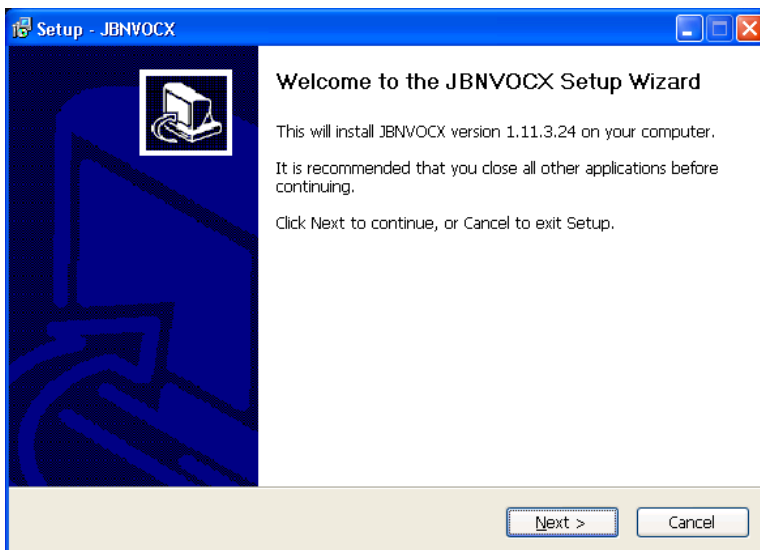 Setup - JBNVOCX
Welcome to the JBNVOCX Setup Wizard
This will install JBNVOCX version 1.11.3.24 on your computer.
It is recommended that you close all other applications before
continuing.
Click Next to continue, or Cancel to exit Setup.
Next >
Cancel